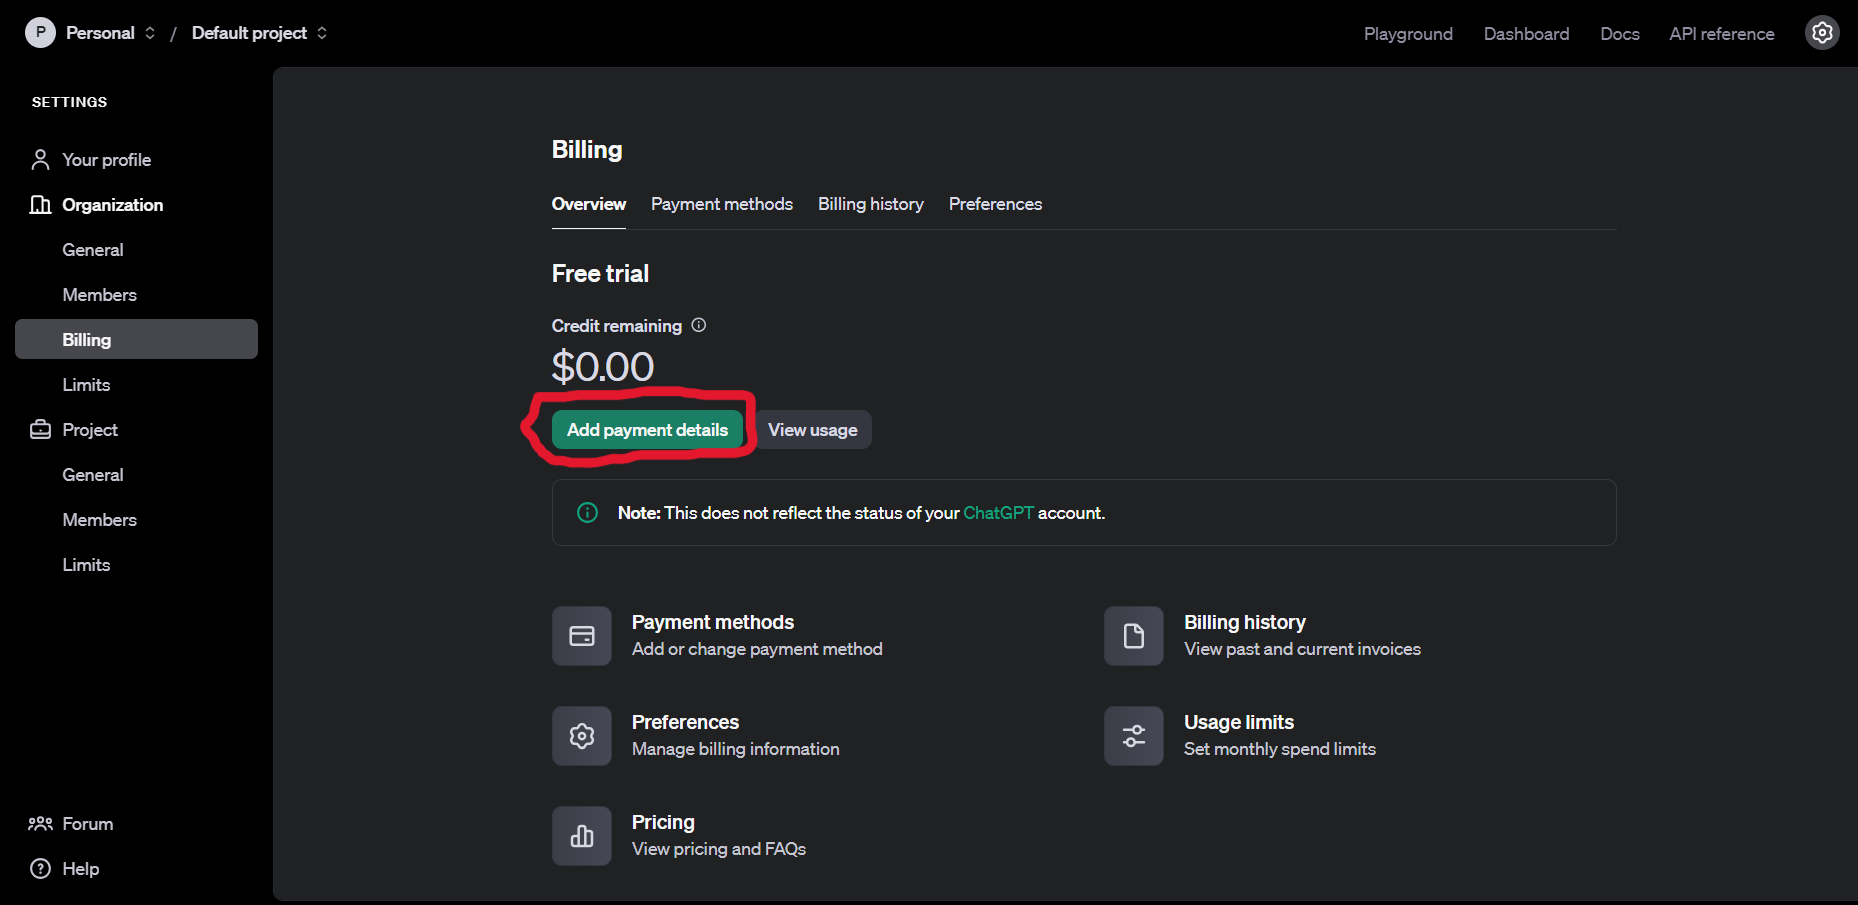 P Personal / Default project
Playground Dashboard Docs API reference
SETTINGS
Your profile
Organization
General
Members
Billing
Limits
Project
General
Members
Limits
Forum
Help
Billing
Overview Payment methods Billing history Preferences
Free trial
Credit remaining
$0.00
Add payment details View usage
Note: This does not reflect the status of your ChatGPT account.
Payment methods
Add or change payment method
Billing history
View past and current invoices
Preferences
Manage billing information
Usage limits
Set monthly spend limits
Pricing
View pricing and FAQs